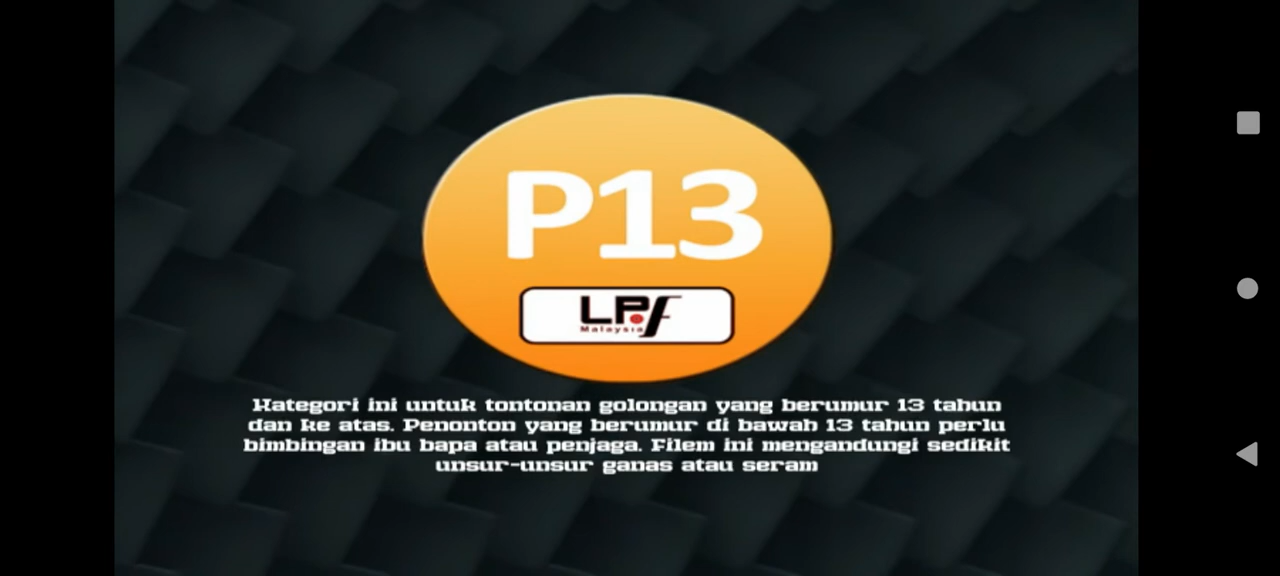 P13
LPF
Malaysia
Kategori ini untuk tontonan golongan yang berumur 13 tahun
dan ke atas. Penonton yang berumur di bawah 13 tahun perlu
bimbingan ibu bapa atau penjaga. Filem ini mengandungi sedikit
unsur-unsur ganas atau seram